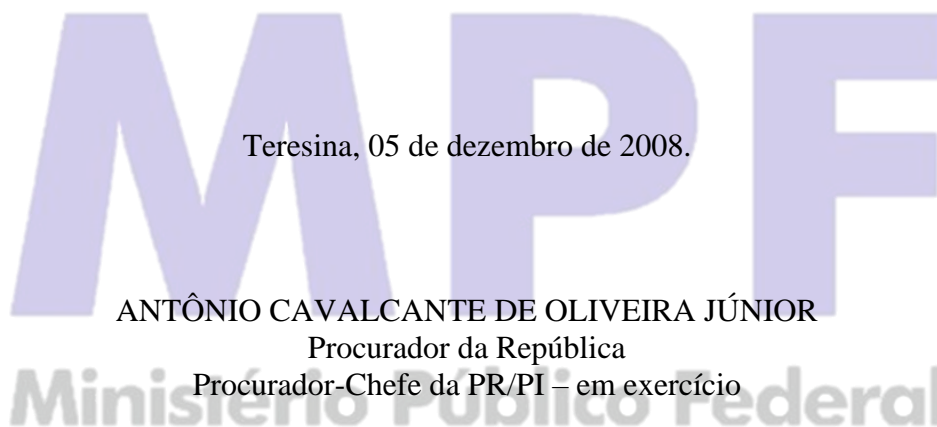 MPF
Teresina, 05 de dezembro de 2008.
ANTÔNIO CAVALCANTE DE OLIVEIRA JÚNIOR
Procurador da República
Procurador-Chefe da PR/PI – em exercício
Ministério Público Federal